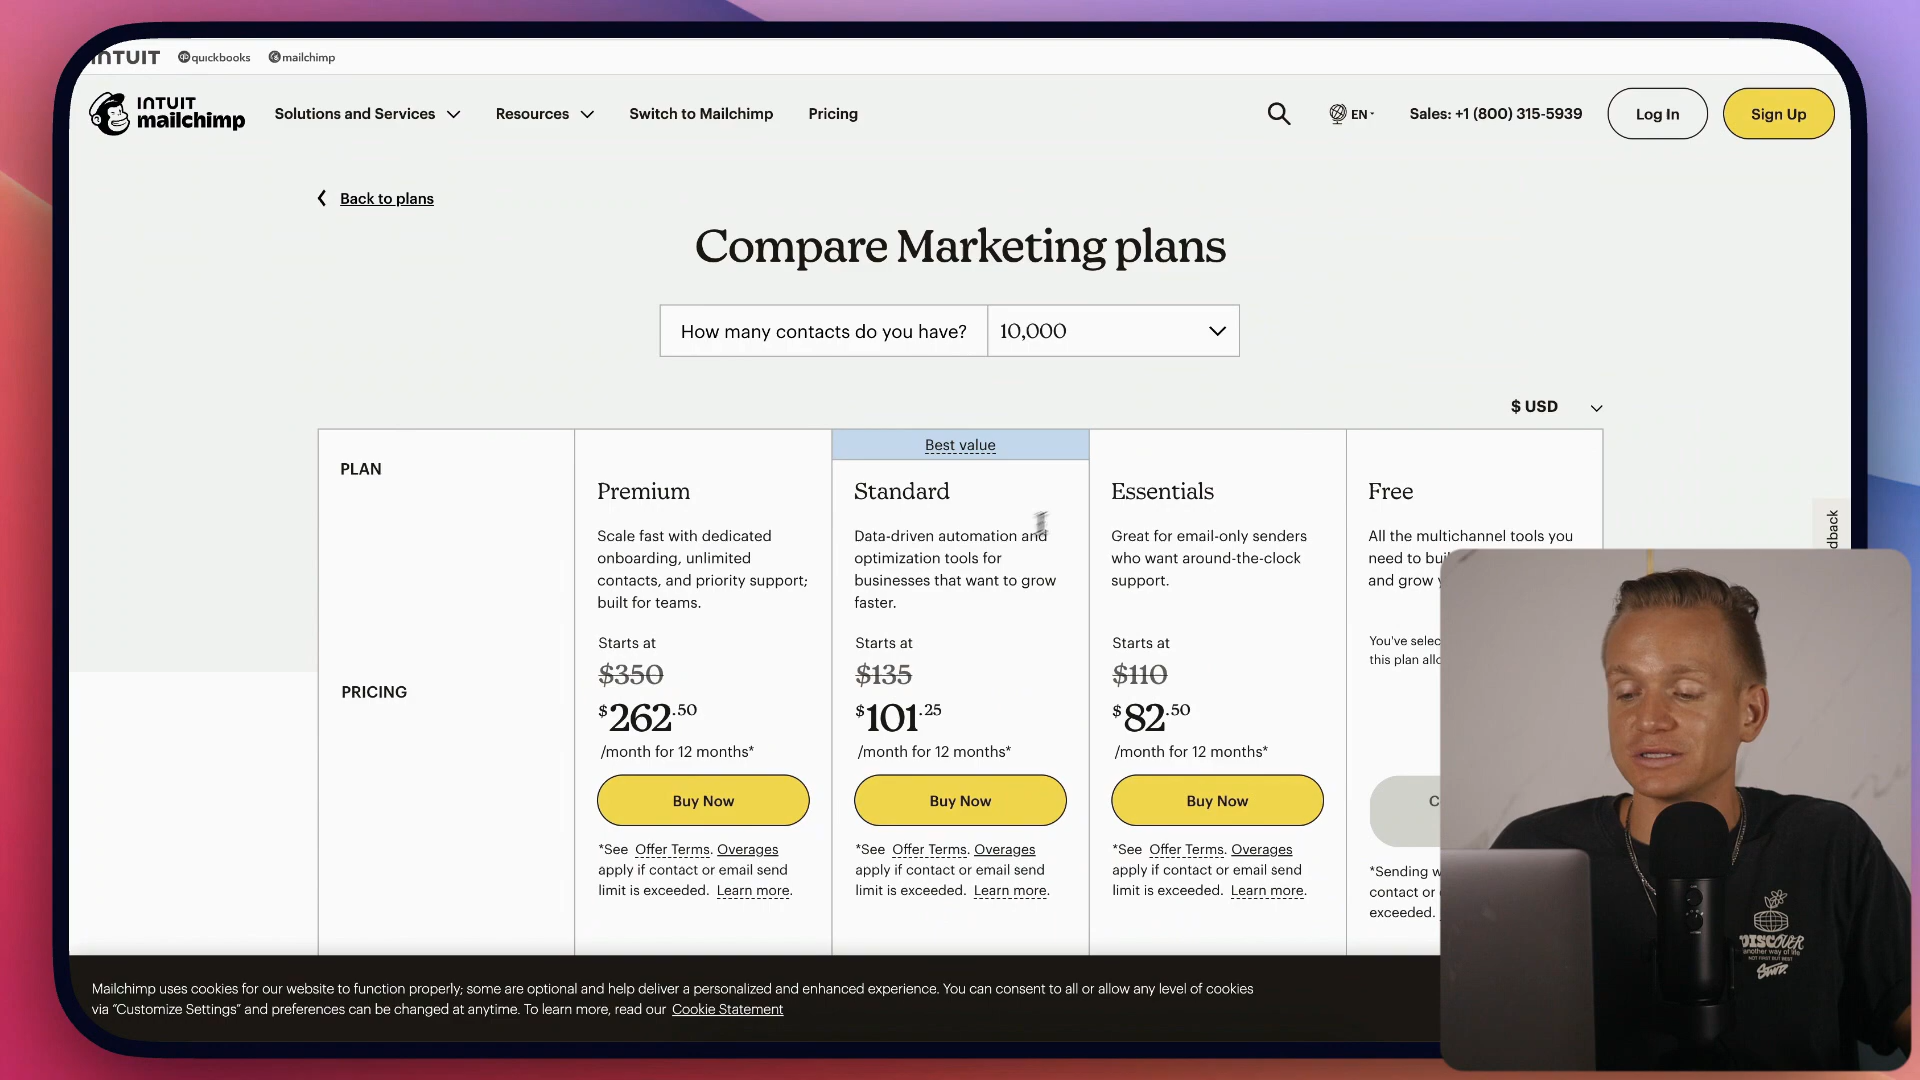 INTUIT quickbooks mailchimp
INTUIT
mailchimp
Solutions and Services
Resources
Switch to Mailchimp
Pricing
EN
Sales: +1 (800) 315-5939
Log In
Sign Up
Back to plans
Compare Marketing plans
How many contacts do you have? 10,000
$ USD
PLAN
Best value
Premium
Scale fast with dedicated
onboarding, unlimited
contacts, and priority support;
built for teams.
Standard
Data-driven automation and
optimization tools for
businesses that want to grow
faster.
Essentials
Great for email-only senders
who want around-the-clock
support.
Free
All the multichannel tools you
need to
and grow
PRICING
Starts at
$350
$262.50
/month for 12 months*
Buy Now
*See Offer Terms. Overages
apply if contact or email send
limit is exceeded. Learn more.
Starts at
$135
$101.25
/month for 12 months*
Buy Now
*See Offer Terms. Overages
apply if contact or email send
limit is exceeded. Learn more.
Starts at
$110
$82.50
/month for 12 months*
Buy Now
*See Offer Terms. Overages
apply if contact or email send
limit is exceeded. Learn more.
You've
this plan
*Sending
contact or
exceeded.
Mailchimp uses cookies for our website to function properly; some are optional and help deliver a personalized and enhanced experience. You can consent to all or allow any level of cookies
via “Customize Settings” and preferences can be changed at anytime. To learn more, read our Cookie Statement
DISCOVER
another way of life